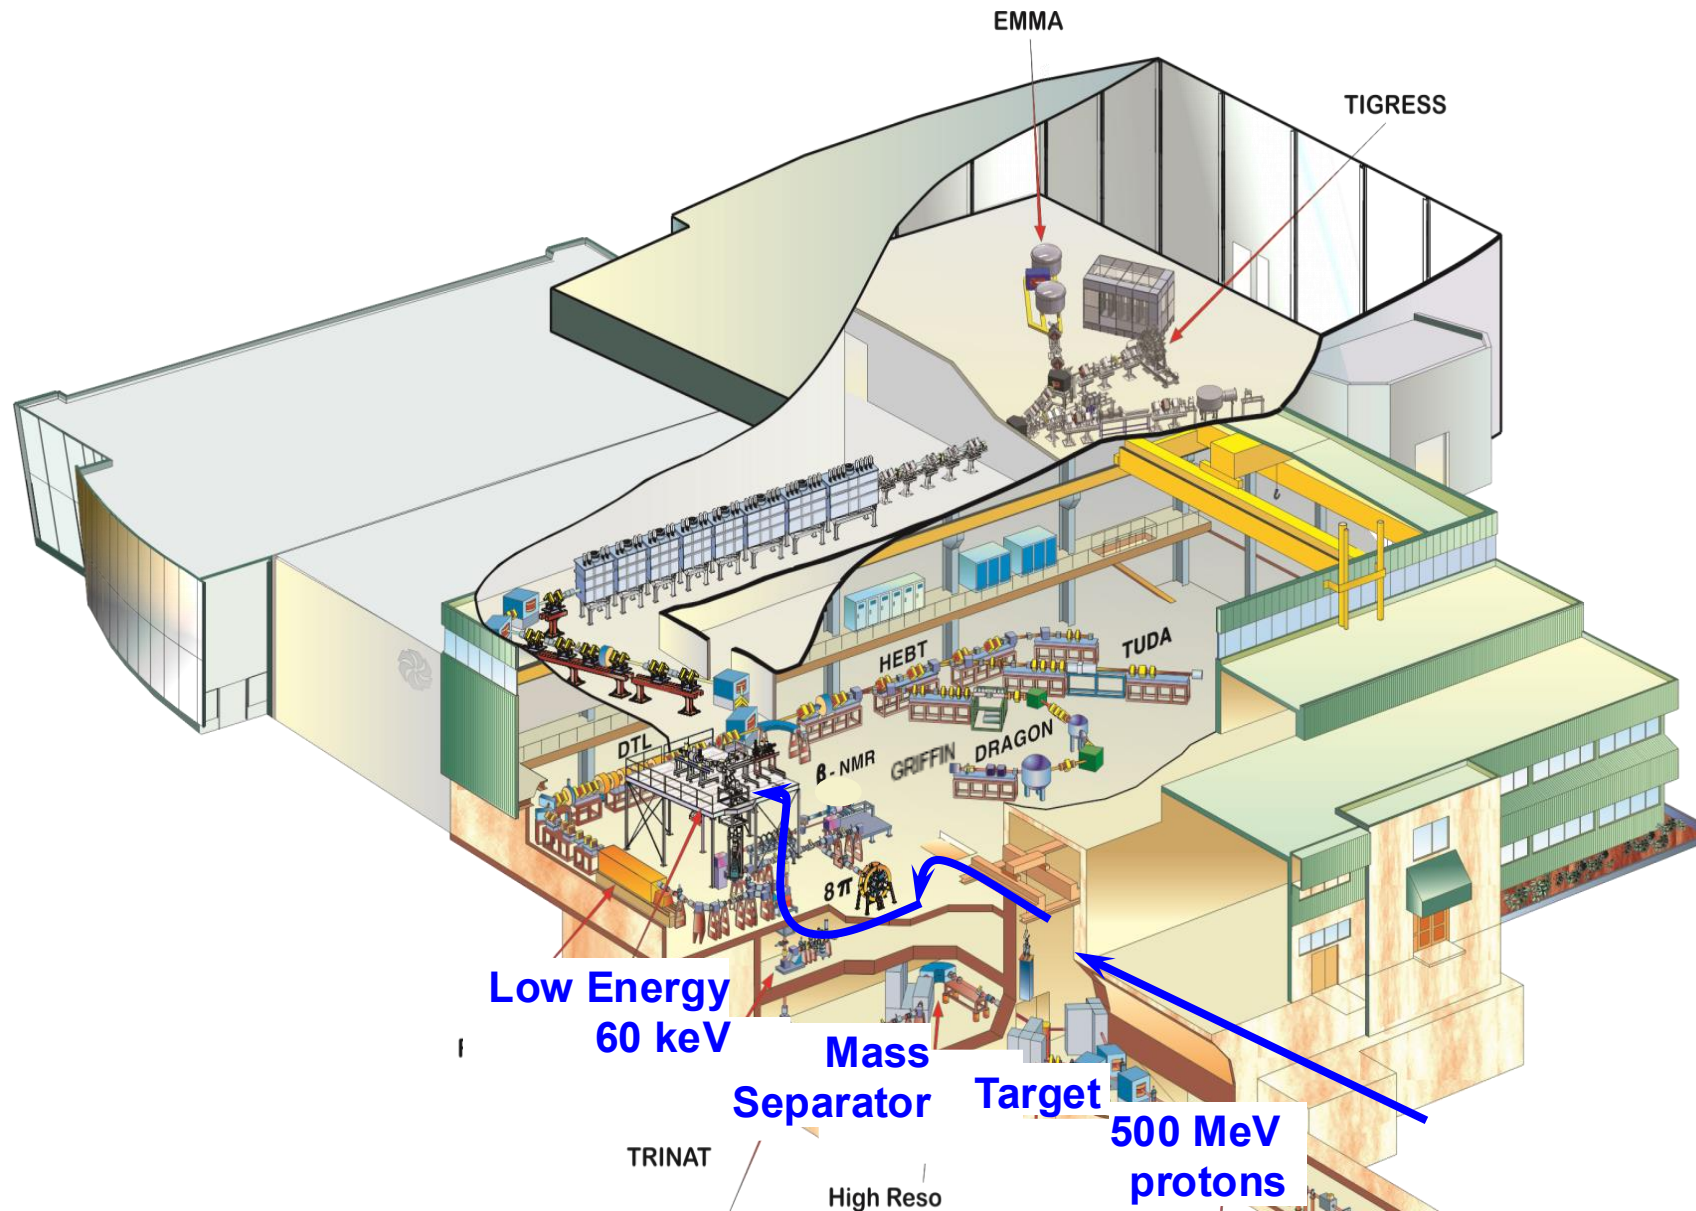 EMMA
TIGRESS
TUDA
HEBT
DTL
β - NMR
GRIFFIN
DRAGON
8π
Low Energy
60 keV
Mass
Separator
Target
500 MeV
protons
TRINAT
High Reso